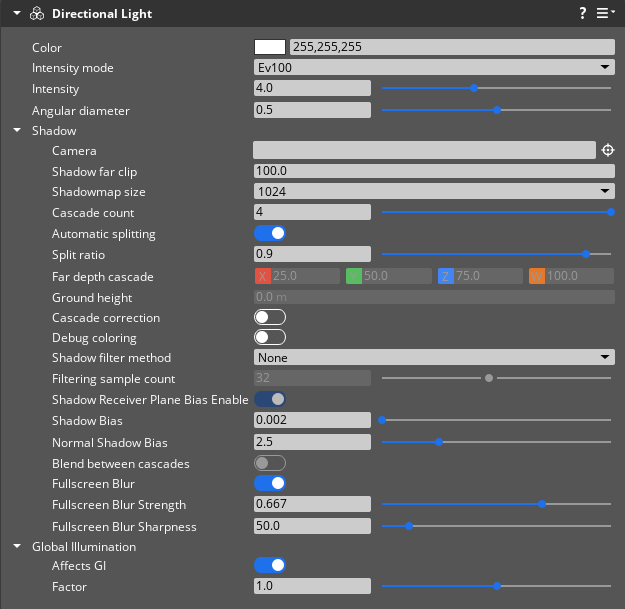 Directional Light ?
Color 255,255,255
Intensity mode Ev100
Intensity 4.0
Angular diameter 0.5
Shadow
Camera
Shadow far clip 100.0
Shadowmap size 1024
Cascade count 4
Automatic splitting
Split ratio 0.9
Far depth cascade X 25.0 Y 50.0 Z 75.0 W 100.0
Ground height 0.0 m
Cascade correction
Debug coloring
Shadow filter method None
Filtering sample count 32
Shadow Receiver Plane Bias Enable
Shadow Bias 0.002
Normal Shadow Bias 2.5
Blend between cascades
Fullscreen Blur
Fullscreen Blur Strength 0.667
Fullscreen Blur Sharpness 50.0
Global Illumination
Affects GI
Factor 1.0